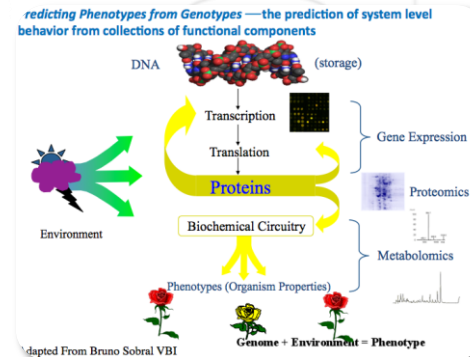 redicting Phenotypes from Genotypes —the prediction of system level
behavior from collections of functional components
DNA
(storage)
Transcription
Gene Expression
Translation
Proteins
Proteomics
Environment
Biochemical Circuitry
Metabolomics
Phenotypes (Organism Properties)
Genome + Environment = Phenotype
dapted From Bruno Sobral VBI